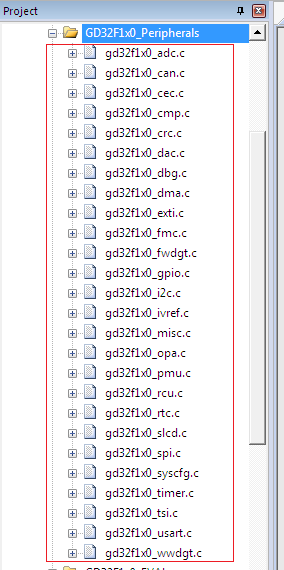 Project
GD32F1x0_Peripherals
gd32f1x0_adc.c
gd32f1x0_can.c
gd32f1x0_cec.c
gd32f1x0_cmp.c
gd32f1x0_crc.c
gd32f1x0_dac.c
gd32f1x0_dbg.c
gd32f1x0_dma.c
gd32f1x0_exti.c
gd32f1x0_fmc.c
gd32f1x0_fwdgt.c
gd32f1x0_gpio.c
gd32f1x0_i2c.c
gd32f1x0_ivref.c
gd32f1x0_misc.c
gd32f1x0_opa.c
gd32f1x0_pmu.c
gd32f1x0_rcu.c
gd32f1x0_rtc.c
gd32f1x0_slcd.c
gd32f1x0_spi.c
gd32f1x0_syscfg.c
gd32f1x0_timer.c
gd32f1x0_tsi.c
gd32f1x0_usart.c
gd32f1x0_wwdgt.c